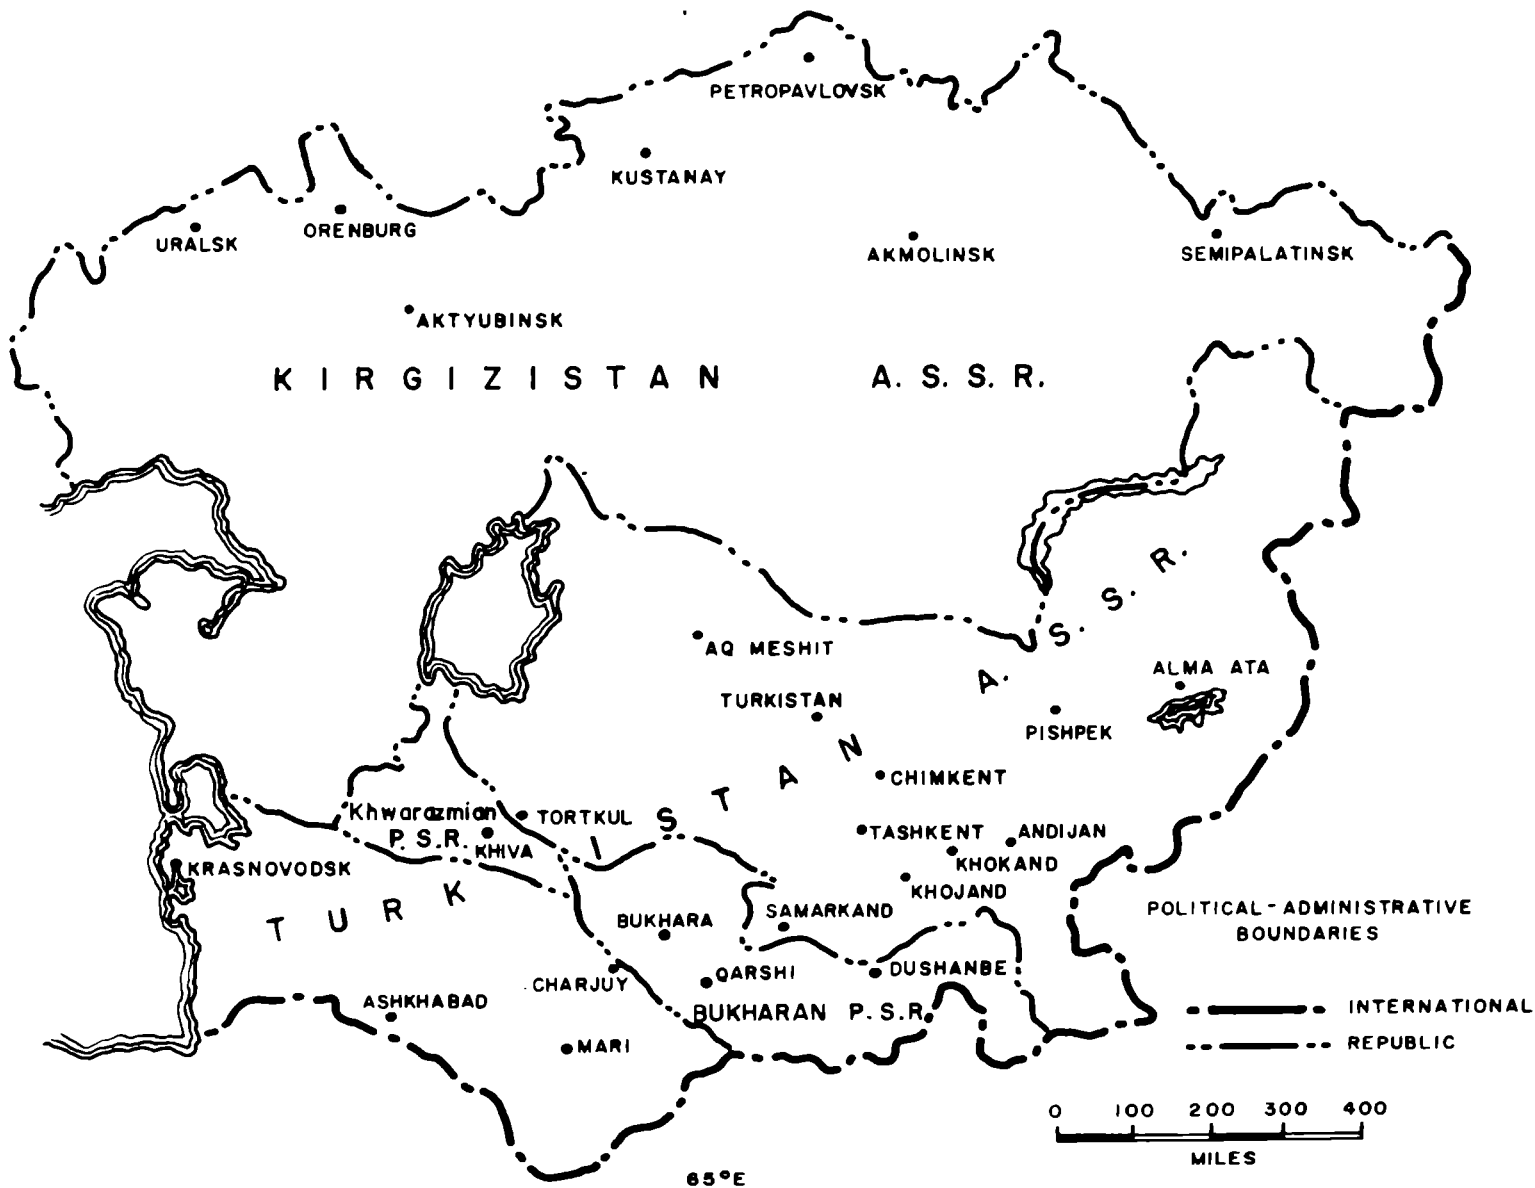 PETROPAVLOVSK
KUSTANAY
URALSK
ORENBURG
AKMOLINSK
SEMIPALATINSK
AKTYUBINSK
KIRGIZISTAN A.S.S.R.
AQ MESHIT
TURKISTAN
ALMA ATA
PISHPEK
CHIMKENT
TURK STAN A.S.S.R.
Khwarazmian
P.S.R.
KHIVA
TORTKUL
TASHKENT
ANDIJAN
KHOKAND
KHOJAND
KRASNOVODSK
BUKHARA
SAMARKAND
QARSHI
DUSHANBE
CHARJUY
BUKHARAN P.S.R.
ASHKHABAD
MARI
POLITICAL-ADMINISTRATIVE
BOUNDARIES
INTERNATIONAL
REPUBLIC
0 100 200 300 400
MILES
65°E